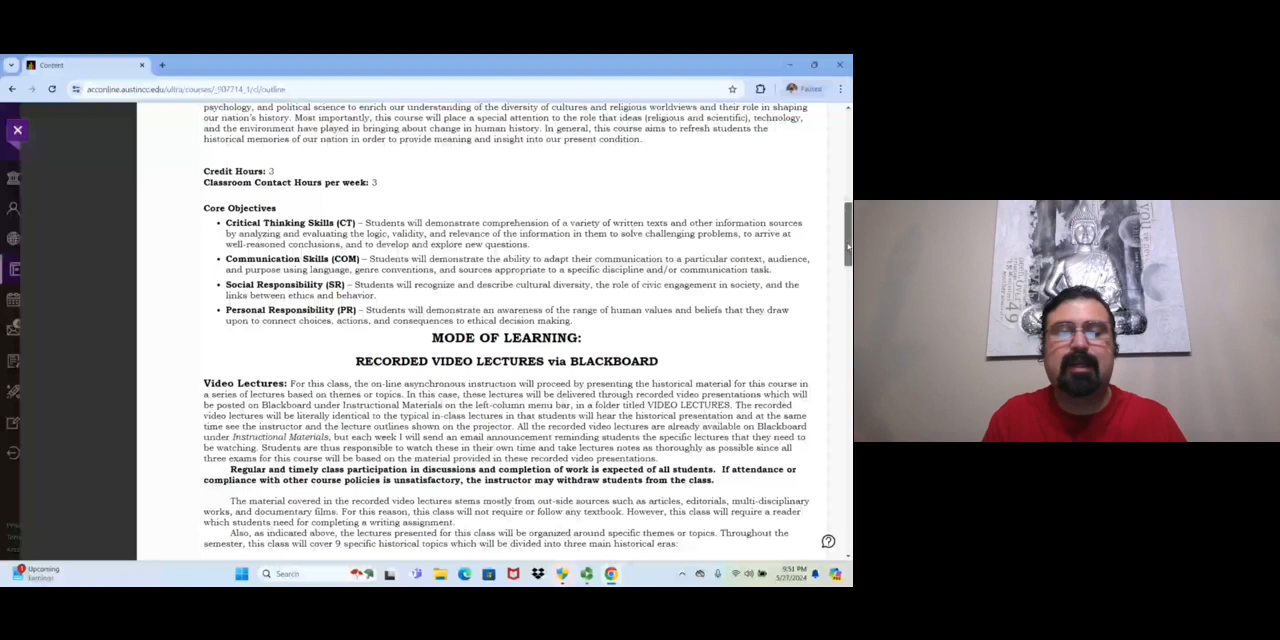 Content
acconline.austincc.edu/ultra/courses/_937714_1/cl/outline
Paused
psychology, and political science to enrich our understanding of the diversity of cultures and religious worldviews and their role in shaping
our nation's history. Most importantly, this course will place a special attention to the role that ideas (religious and scientific), technology,
and the environment have played in bringing about change in human history. In general, this course aims to refresh students the
historical memories of our nation in order to provide meaning and insight into our present condition.
Credit Hours: 3
Classroom Contact Hours per week: 3
Core Objectives
• Critical Thinking Skills (CT) – Students will demonstrate comprehension of a variety of written texts and other information sources
by analyzing and evaluating the logic, validity, and relevance of the information in them to solve challenging problems, to arrive at
well-reasoned conclusions, and to develop and explore new questions.
• Communication Skills (COM) – Students will demonstrate the ability to adapt their communication to a particular context, audience,
and purpose using language, genre conventions, and sources appropriate to a specific discipline and/or communication task.
• Social Responsibility (SR) – Students will recognize and describe cultural diversity, the role of civic engagement in society, and the
links between ethics and behavior.
• Personal Responsibility (PR) – Students will demonstrate an awareness of the range of human values and beliefs that they draw
upon to connect choices, actions, and consequences to ethical decision making.
MODE OF LEARNING:
RECORDED VIDEO LECTURES via BLACKBOARD
Video Lectures: For this class, the on-line asynchronous instruction will proceed by presenting the historical material for this course in
a series of lectures based on themes or topics. In this case, these lectures will be delivered through recorded video presentations which will
be posted on Blackboard under Instructional Materials on the left-column menu bar, in a folder titled VIDEO LECTURES. The recorded
video lectures will be literally identical to the typical in-class lectures in that students will hear the historical presentation and at the same
time see the instructor and the lecture outlines shown on the projector. All the recorded video lectures are already available on Blackboard
under Instructional Materials, but each week I will send an email announcement reminding students the specific lectures that they need to
be watching. Students are thus responsible to watch these in their own time and take lectures notes as thoroughly as possible since all
three exams for this course will be based on the material provided in these recorded video presentations.
Regular and timely class participation in discussions and completion of work is expected of all students. If attendance or
compliance with other course policies is unsatisfactory, the instructor may withdraw students from the class.
The material covered in the recorded video lectures stems mostly from out-side sources such as articles, editorials, multi-disciplinary
works, and documentary films. For this reason, this class will not require or follow any textbook. However, this class will require a reader
which students need for completing a writing assignment.
Also, as indicated above, the lectures presented for this class will be organized around specific themes or topics. Throughout the
semester, this class will cover 9 specific historical topics which will be divided into three main historical eras:
Upcoming
Earnings
Search
9:51 PM
5/27/2024
49